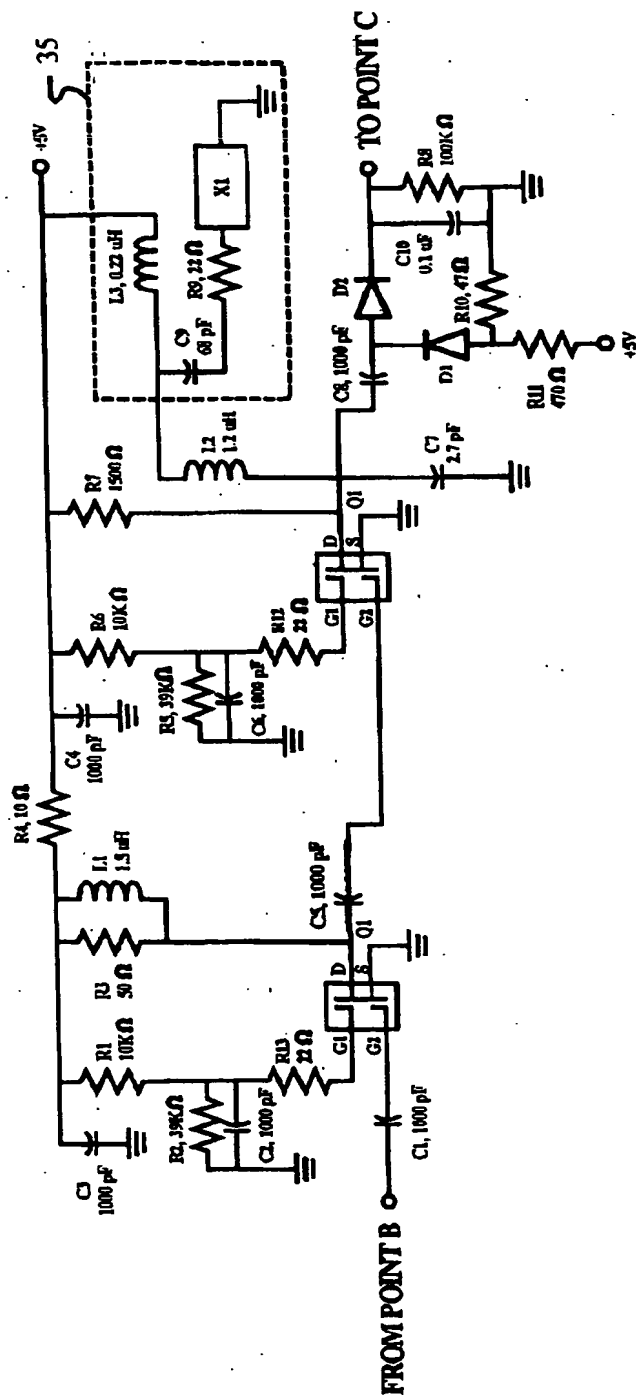 35
+5V
L3, 0.22 uH
C9
68 pF
R9, 22Ω
X1
L2
1.2 uH
R7
1500 Ω
R6
10K Ω
C4
1000 pF
R4, 10 Ω
L1
1.5 uH
R3
50 Ω
R1
10K Ω
C3
1000 pF
R2, 39K Ω
C2, 1000 pF
R13
22 Ω
R5, 39K Ω
C6, 1000 pF
R12
22 Ω
G1
G2
D
S
Q1
C5, 1000 pF
G1
G2
D
S
Q1
C7
2.7 pF
C8, 1000 pF
D2
D1
C10
0.1 uF
R8
100K Ω
R10, 47Ω
R11
470 Ω
+5V
TO POINT C
C1, 1000 pF
FROM POINT B